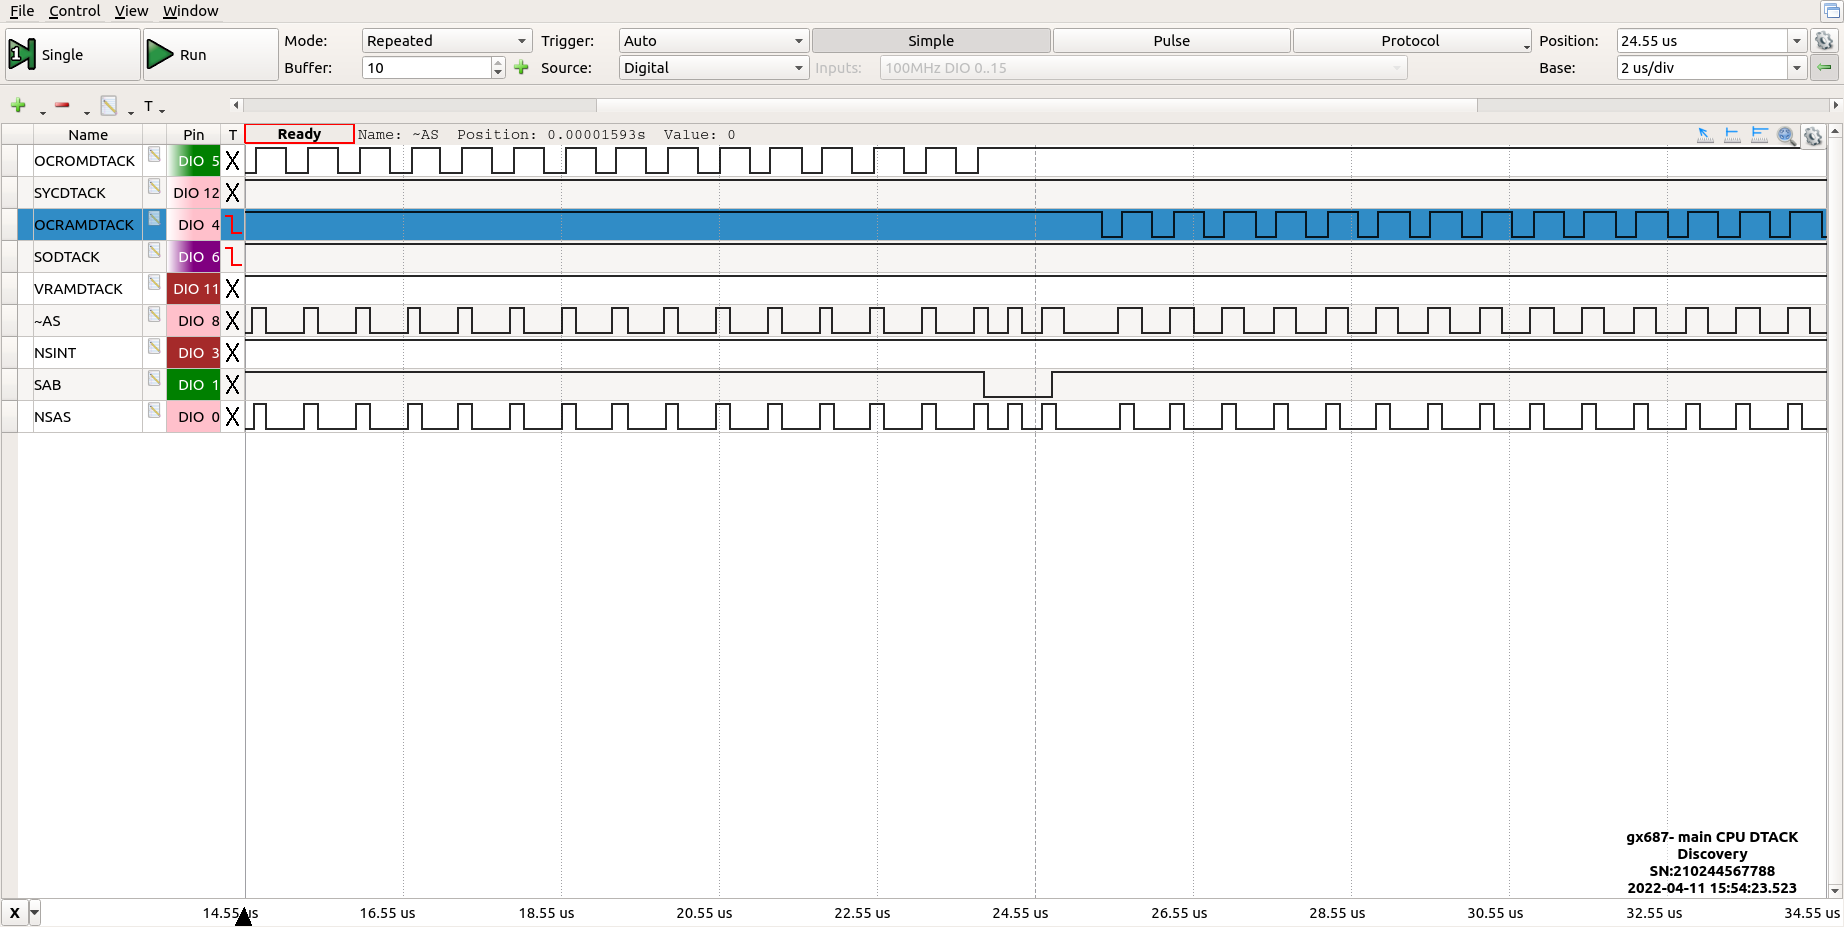 File Control View Window
Single Run Mode: Repeated Trigger: Auto Simple Pulse Protocol Position: 24.55 us
Buffer: 10 Source: Digital Inputs: 100MHz DIO 0..15 Base: 2 us/div
T
Name Pin T Ready Name: ~AS Position: 0.00001593s Value: 0
OCROMDTACK DIO 5 X
SYCDTACK DIO 12 X
OCRAMDTACK DIO 4
SODTACK DIO 6
VRAMDTACK DIO 11 X
~AS DIO 8 X
NSINT DIO 3 X
SAB DIO 1 X
NSAS DIO 0 X
gx687- main CPU DTACK
Discovery
SN:210244567788
2022-04-11 15:54:23.523
X 14.55 us 16.55 us 18.55 us 20.55 us 22.55 us 24.55 us 26.55 us 28.55 us 30.55 us 32.55 us 34.55 us